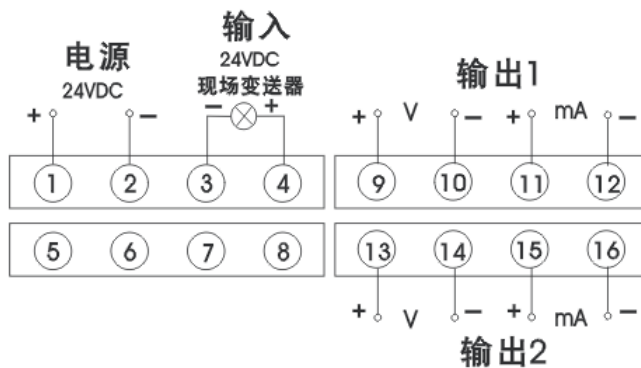 电源
24VDC
+ −
输入
24VDC
现场变送器
− +
输出1
+ V − + mA −
1 2 3 4 9 10 11 12
5 6 7 8 13 14 15 16
+ V − + mA −
输出2